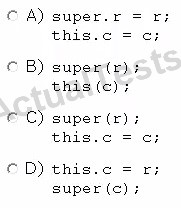 A) super.r = r;
this.c = c;
B) super(r);
this(c);
C) super(r);
this.c = c;
D) this.c = r;
super(c);